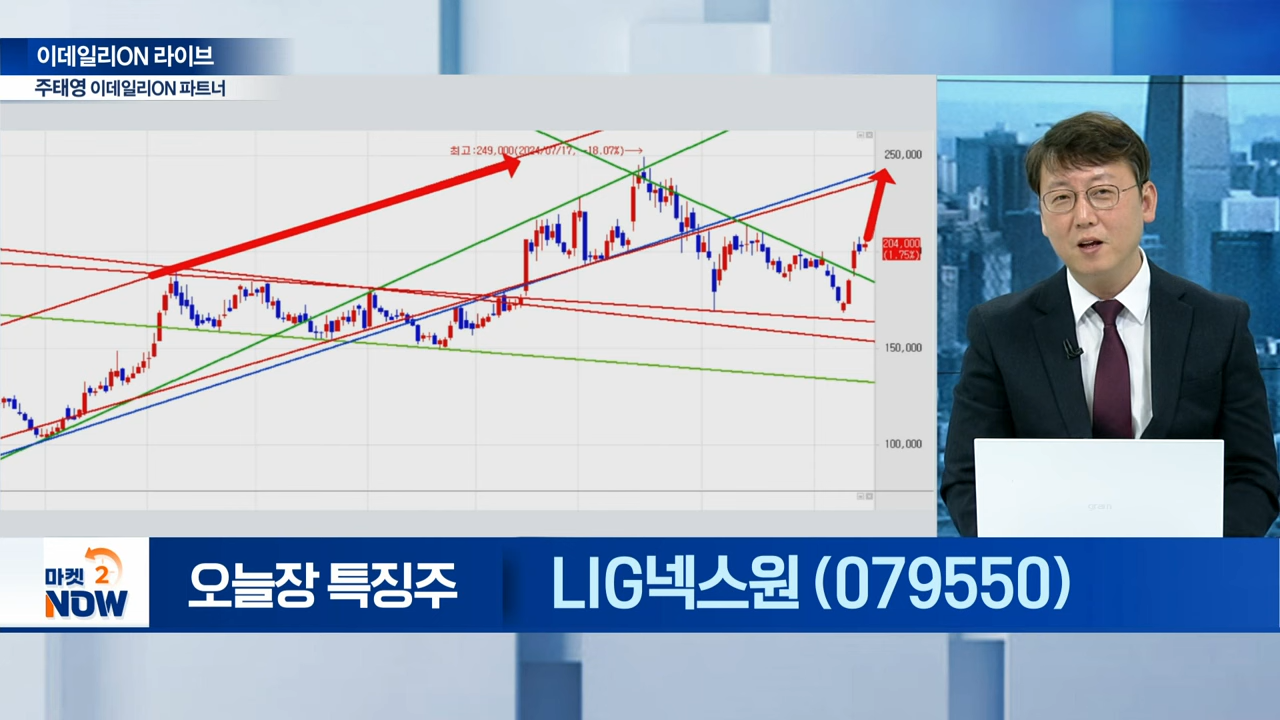 이데일리ON 라이브
주태영 이데일리ON 파트너
최고:249,000(2024/07/17, -18.07%)→
250,000
204,000
(1.75%)
150,000
100,000
마켓 2
NOW
오늘장 특징주
LIG넥스원 (079550)